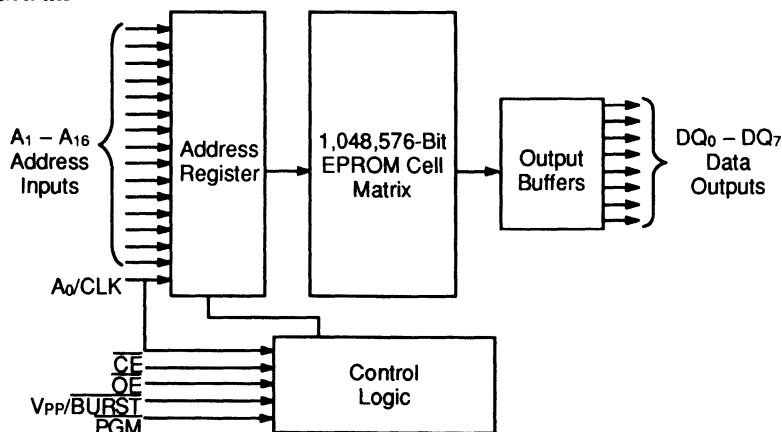 A1 – A16
Address
Inputs
Address
Register
1,048,576-Bit
EPROM Cell
Matrix
Output
Buffers
DQ0 – DQ7
Data
Outputs
A0/CLK
CE
OE
VPP/BURST
PGM
Control
Logic